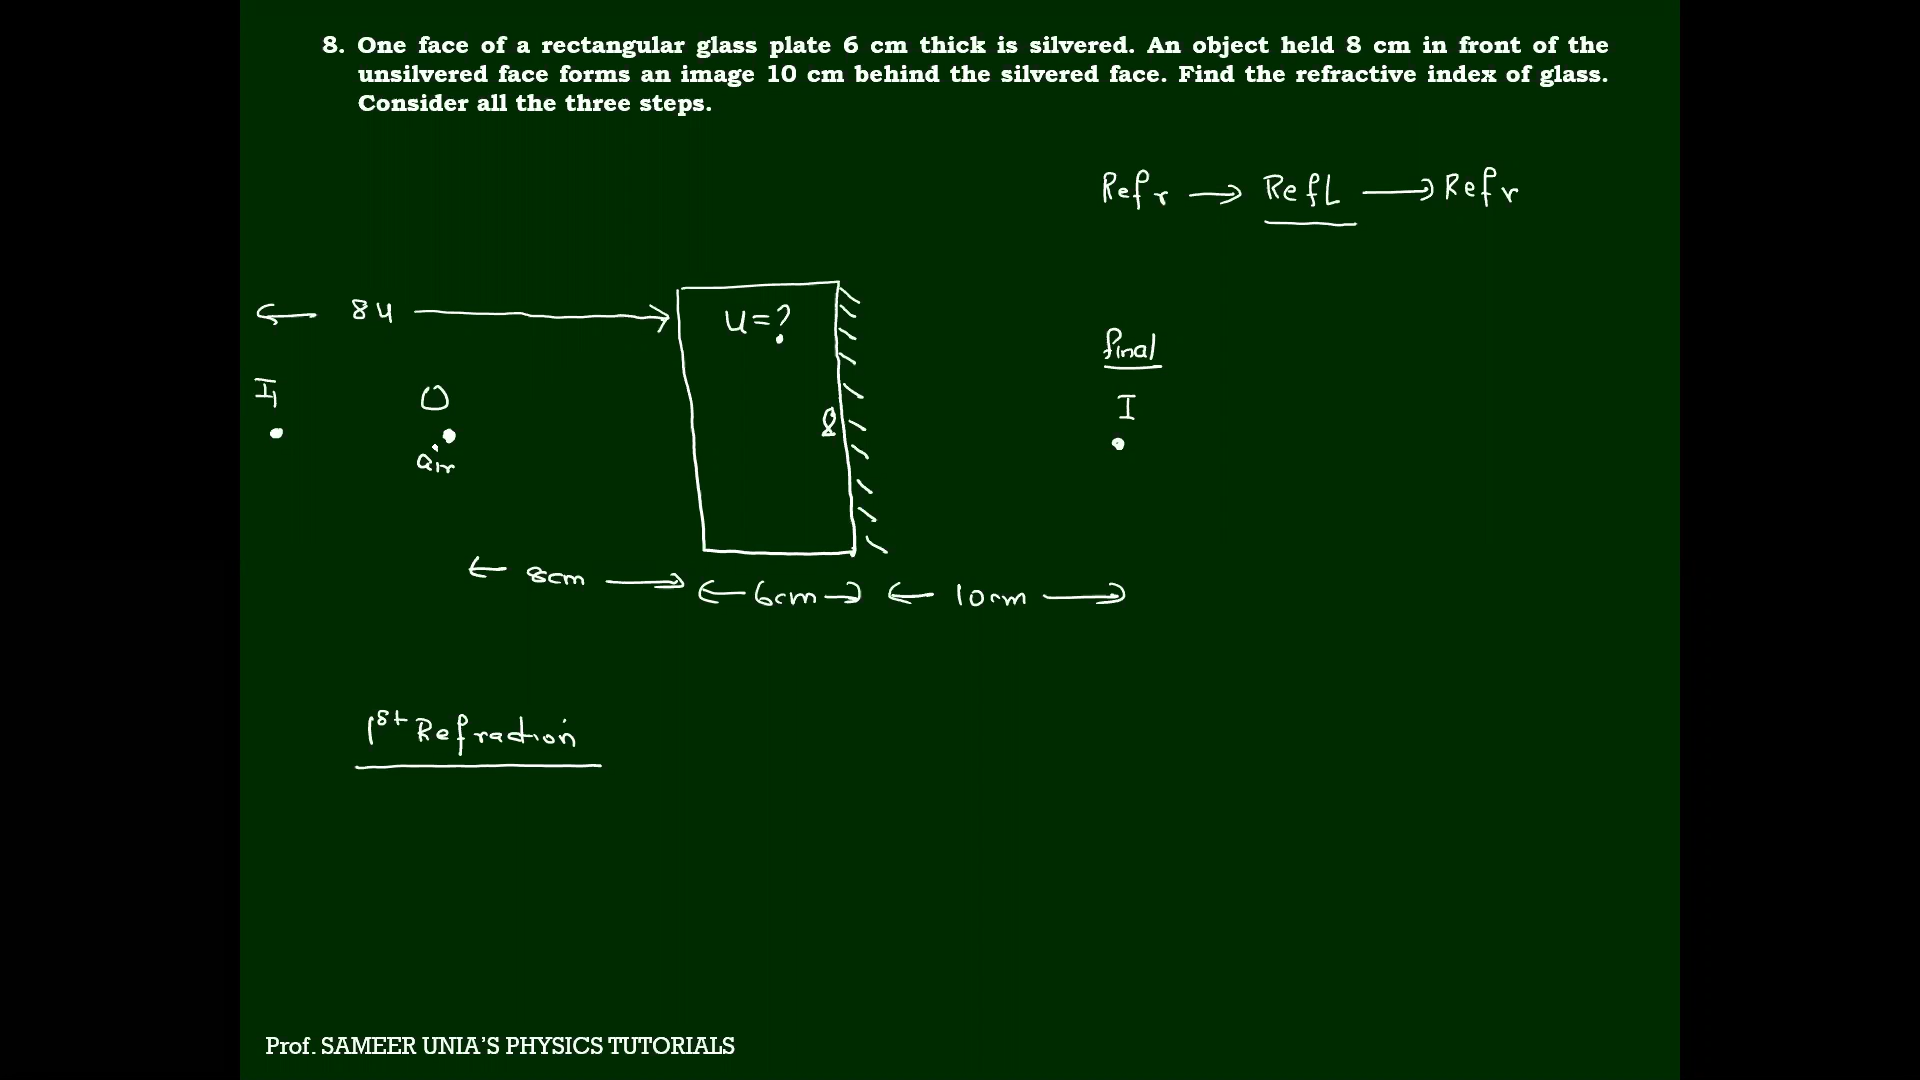 8. One face of a rectangular glass plate 6 cm thick is silvered. An object held 8 cm in front of the
unsilvered face forms an image 10 cm behind the silvered face. Find the refractive index of glass.
Consider all the three steps.
Refr → RefL → Refr
← 8u →
u=?
final
I₁
O
I
air
← 8cm → ← 6cm → ← 10cm →
1st Refraction
Prof. SAMEER UNIA'S PHYSICS TUTORIALS